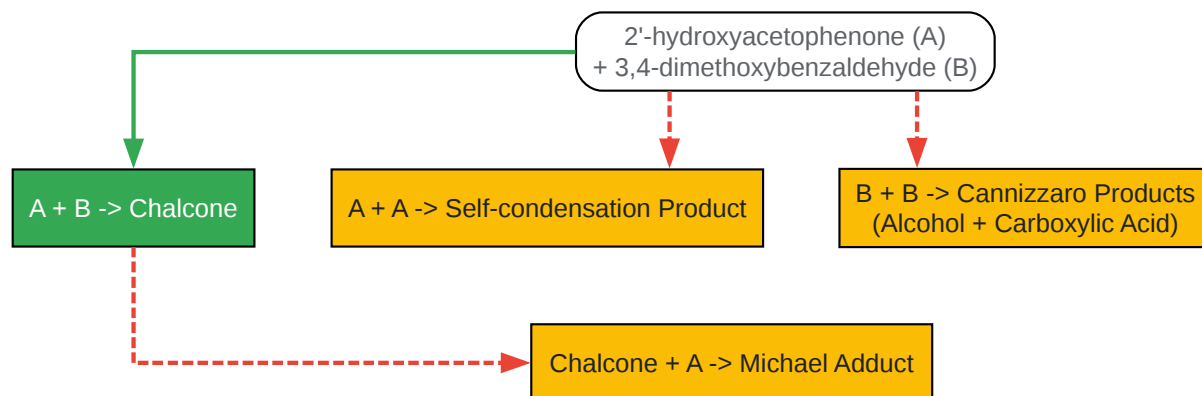 2'-hydroxyacetophenone (A)
+ 3,4-dimethoxybenzaldehyde (B)
A + B -> Chalcone
A + A -> Self-condensation Product
B + B -> Cannizzaro Products
(Alcohol + Carboxylic Acid)
Chalcone + A -> Michael Adduct